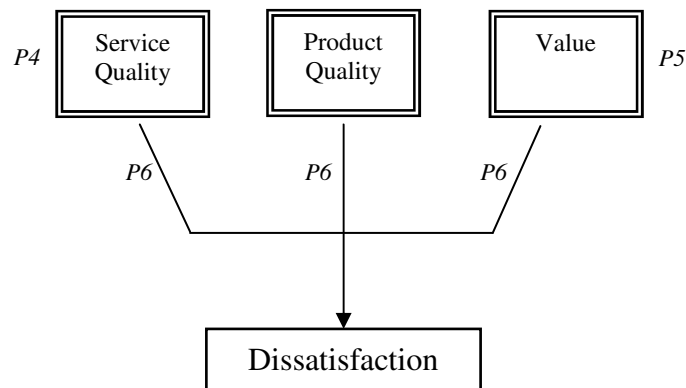 P4
Service
Quality
Product
Quality
Value
P5
P6
P6
P6
Dissatisfaction